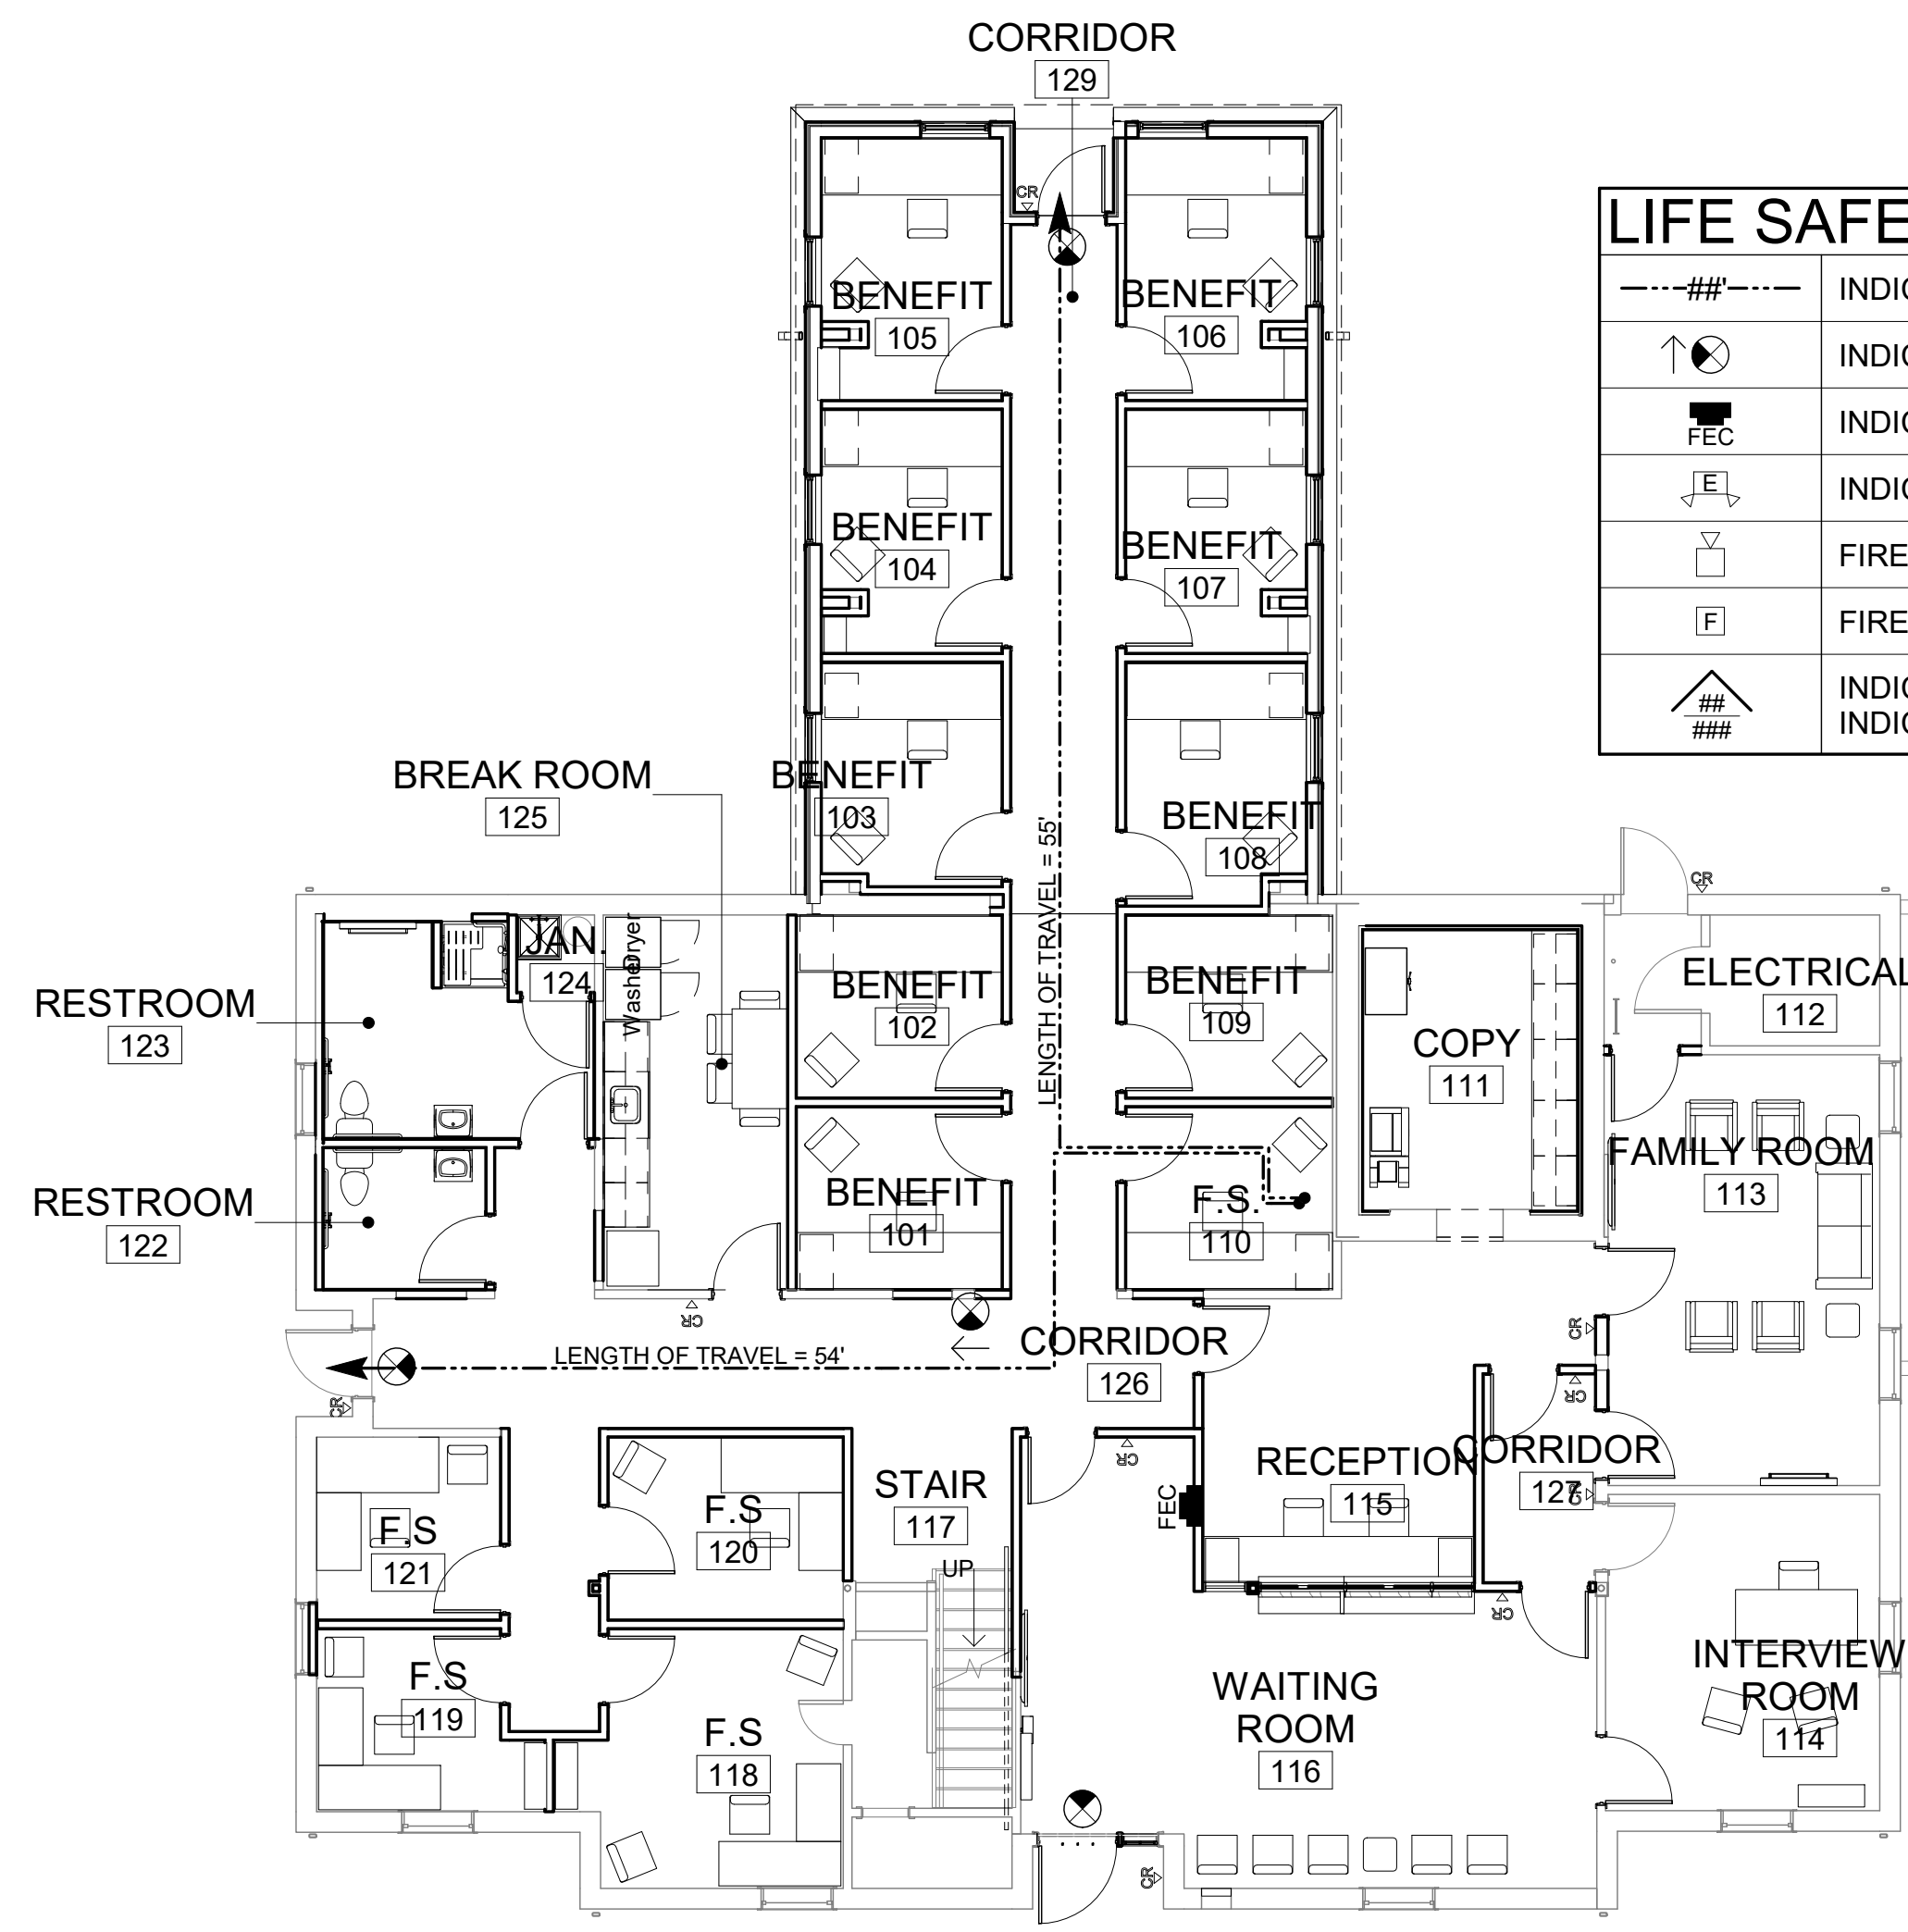 CORRIDOR
129
CR
LIFE SAFE
##'
INDI
INDI
FEC
INDI
E
INDI
FIRE
F
FIRE
##
###
INDI
INDI
BENEFIT
105
BENEFIT
106
BENEFIT
104
BENEFIT
107
BREAK ROOM
125
BENEFIT
103
BENEFIT
108
LENGTH OF TRAVEL = 55'
CR
JAN.
124
Dryer
Washer
RESTROOM
123
BENEFIT
102
BENEFIT
109
COPY
111
ELECTRICAL
112
FAMILY ROOM
113
RESTROOM
122
BENEFIT
101
F.S.
110
CR
CR
LENGTH OF TRAVEL = 54'
CORRIDOR
126
CR
CR
CR
F.S
121
F.S
120
STAIR
117
UP
FEC
RECEPTION
115
CORRIDOR
127
CR
CR
F.S
119
F.S
118
WAITING
ROOM
116
INTERVIEW
ROOM
114
CR